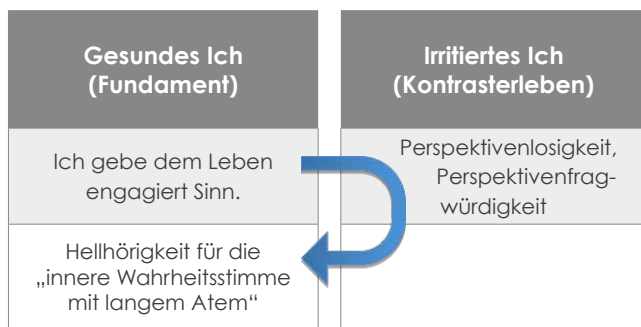 Gesundes Ich
(Fundament)
Irritiertes Ich
(Kontrasterleben)
Ich gebe dem Leben
engagiert Sinn.
Perspektivenlosigkeit,
Perspektivenfrag-
würdigkeit
Hellhörigkeit für die
„innere Wahrheitsstimme
mit langem Atem“